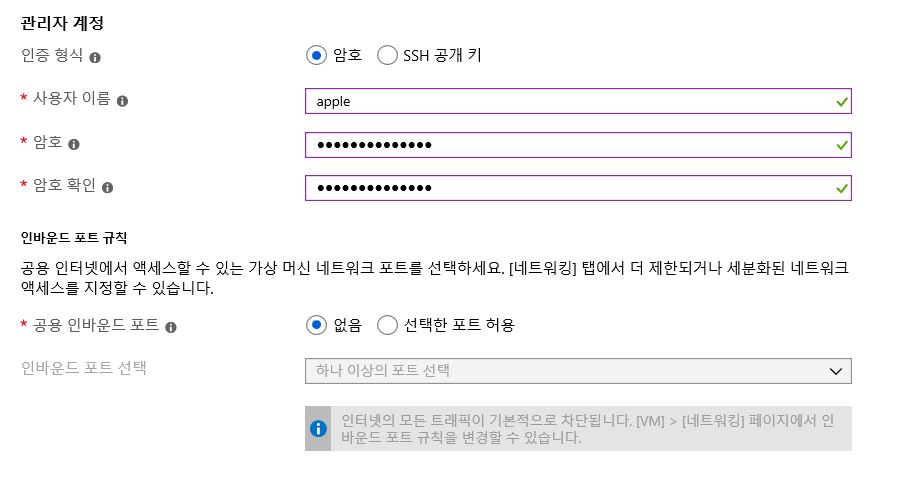 관리자 계정
인증 형식 암호 SSH 공개 키
* 사용자 이름 apple
* 암호 ••••••••••••••
* 암호 확인 ••••••••••••••
인바운드 포트 규칙
공용 인터넷에서 액세스할 수 있는 가상 머신 네트워크 포트를 선택하세요. [네트워킹] 탭에서 더 제한되거나 세분화된 네트워크
액세스를 지정할 수 있습니다.
* 공용 인바운드 포트 없음 선택한 포트 허용
인바운드 포트 선택 하나 이상의 포트 선택
인터넷의 모든 트래픽이 기본적으로 차단됩니다. [VM] > [네트워킹] 페이지에서 인
바운드 포트 규칙을 변경할 수 있습니다.